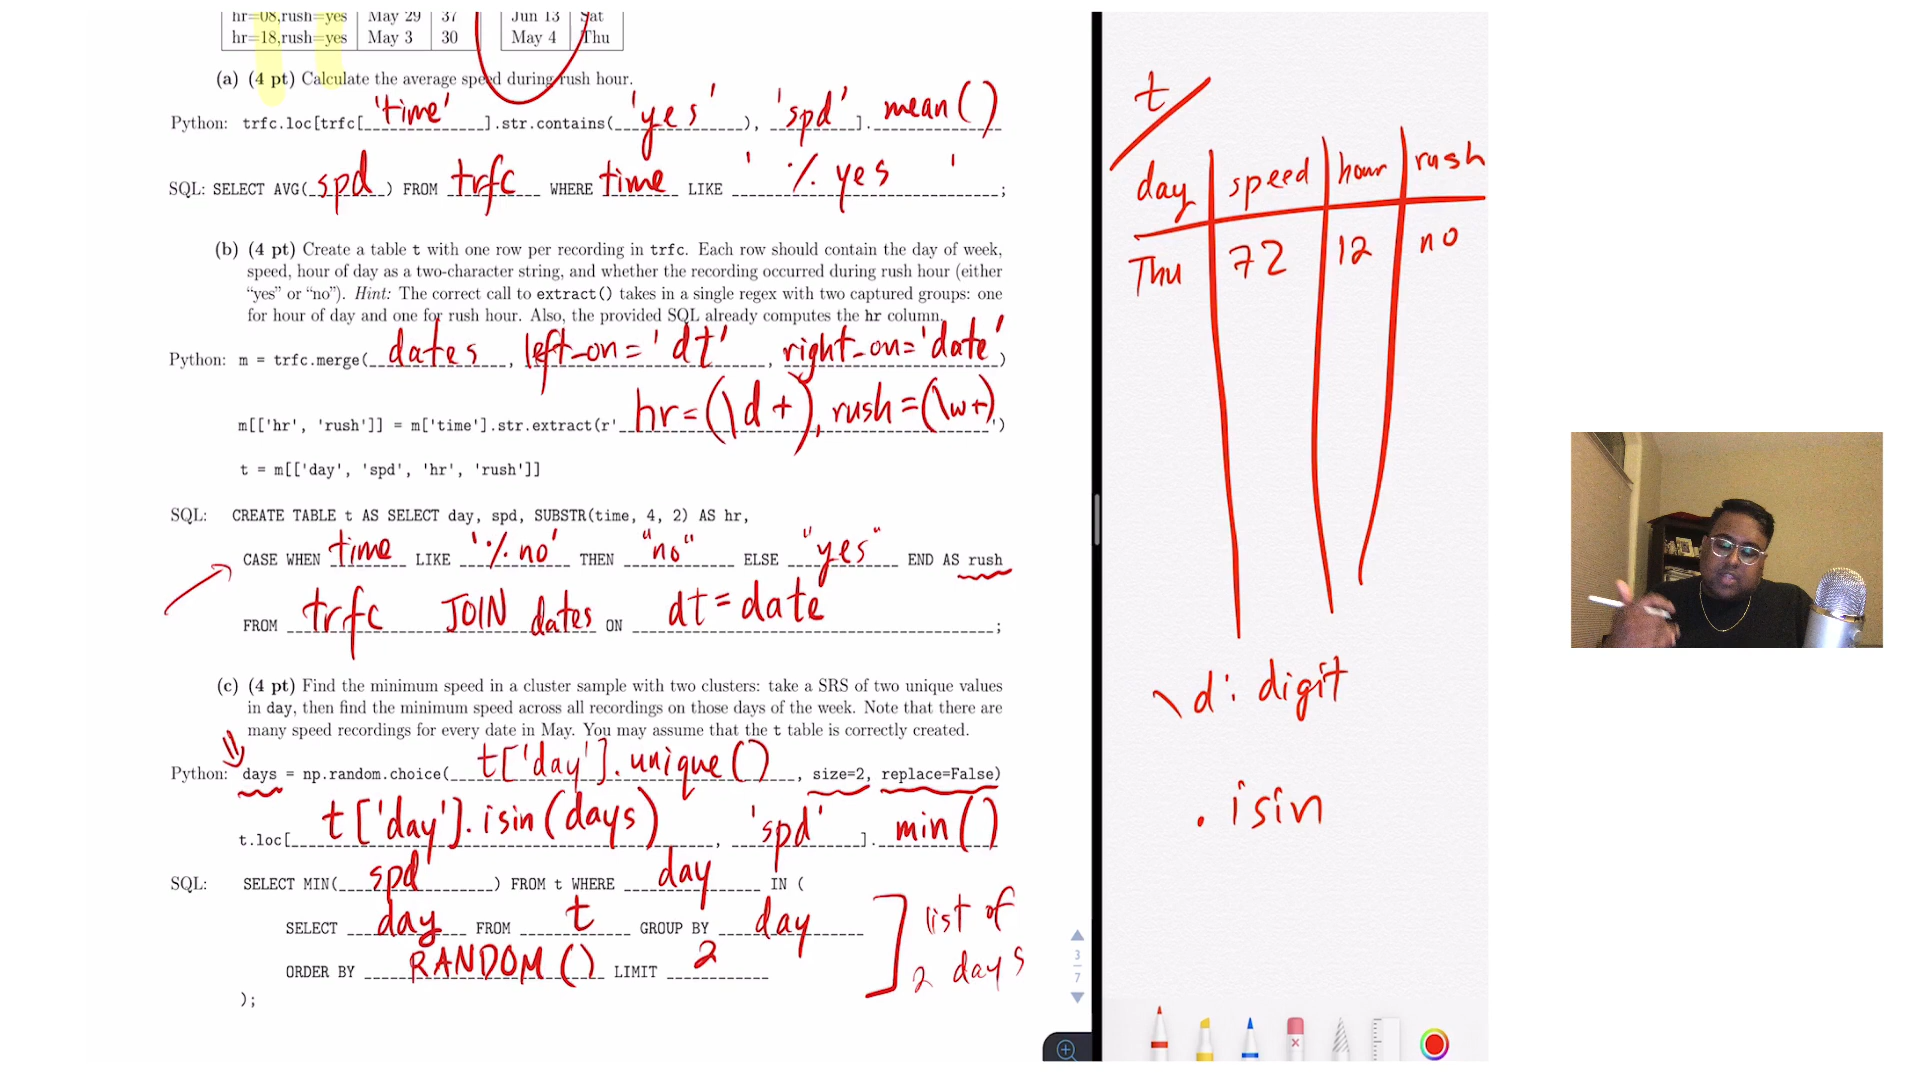 hr=08,rush=yes May 29 37 Jun 13 Sat
hr=18,rush=yes May 3 30 May 4 Thu
(a) (4 pt) Calculate the average speed during rush hour.
Python: trfc.loc[trfc['time'].str.contains('yes'), 'spd'].mean()
SQL: SELECT AVG(spd) FROM trfc WHERE time LIKE '%yes';
(b) (4 pt) Create a table t with one row per recording in trfc. Each row should contain the day of week,
speed, hour of day as a two-character string, and whether the recording occurred during rush hour (either
“yes” or “no”). Hint: The correct call to extract() takes in a single regex with two captured groups: one
for hour of day and one for rush hour. Also, the provided SQL already computes the hr column.
Python: m = trfc.merge(dates, left_on='dt', right_on='date')
m[['hr', 'rush']] = m['time'].str.extract(r'hr=(\d+),rush=(\w+)')
t = m[['day', 'spd', 'hr', 'rush']]
SQL: CREATE TABLE t AS SELECT day, spd, SUBSTR(time, 4, 2) AS hr,
CASE WHEN time LIKE '%no' THEN "no" ELSE "yes" END AS rush
FROM trfc JOIN dates ON dt=date;
(c) (4 pt) Find the minimum speed in a cluster sample with two clusters: take a SRS of two unique values
in day, then find the minimum speed across all recordings on those days of the week. Note that there are
many speed recordings for every date in May. You may assume that the t table is correctly created.
Python: days = np.random.choice(t['day'].unique(), size=2, replace=False)
t.loc[t['day'].isin(days), 'spd'].min()
SQL: SELECT MIN(spd) FROM t WHERE day IN (
SELECT day FROM t GROUP BY day
ORDER BY RANDOM() LIMIT 2
);
list of
2 days
3
7
t
day speed hour rush
Thu 72 12 no
\d: digit
.isin